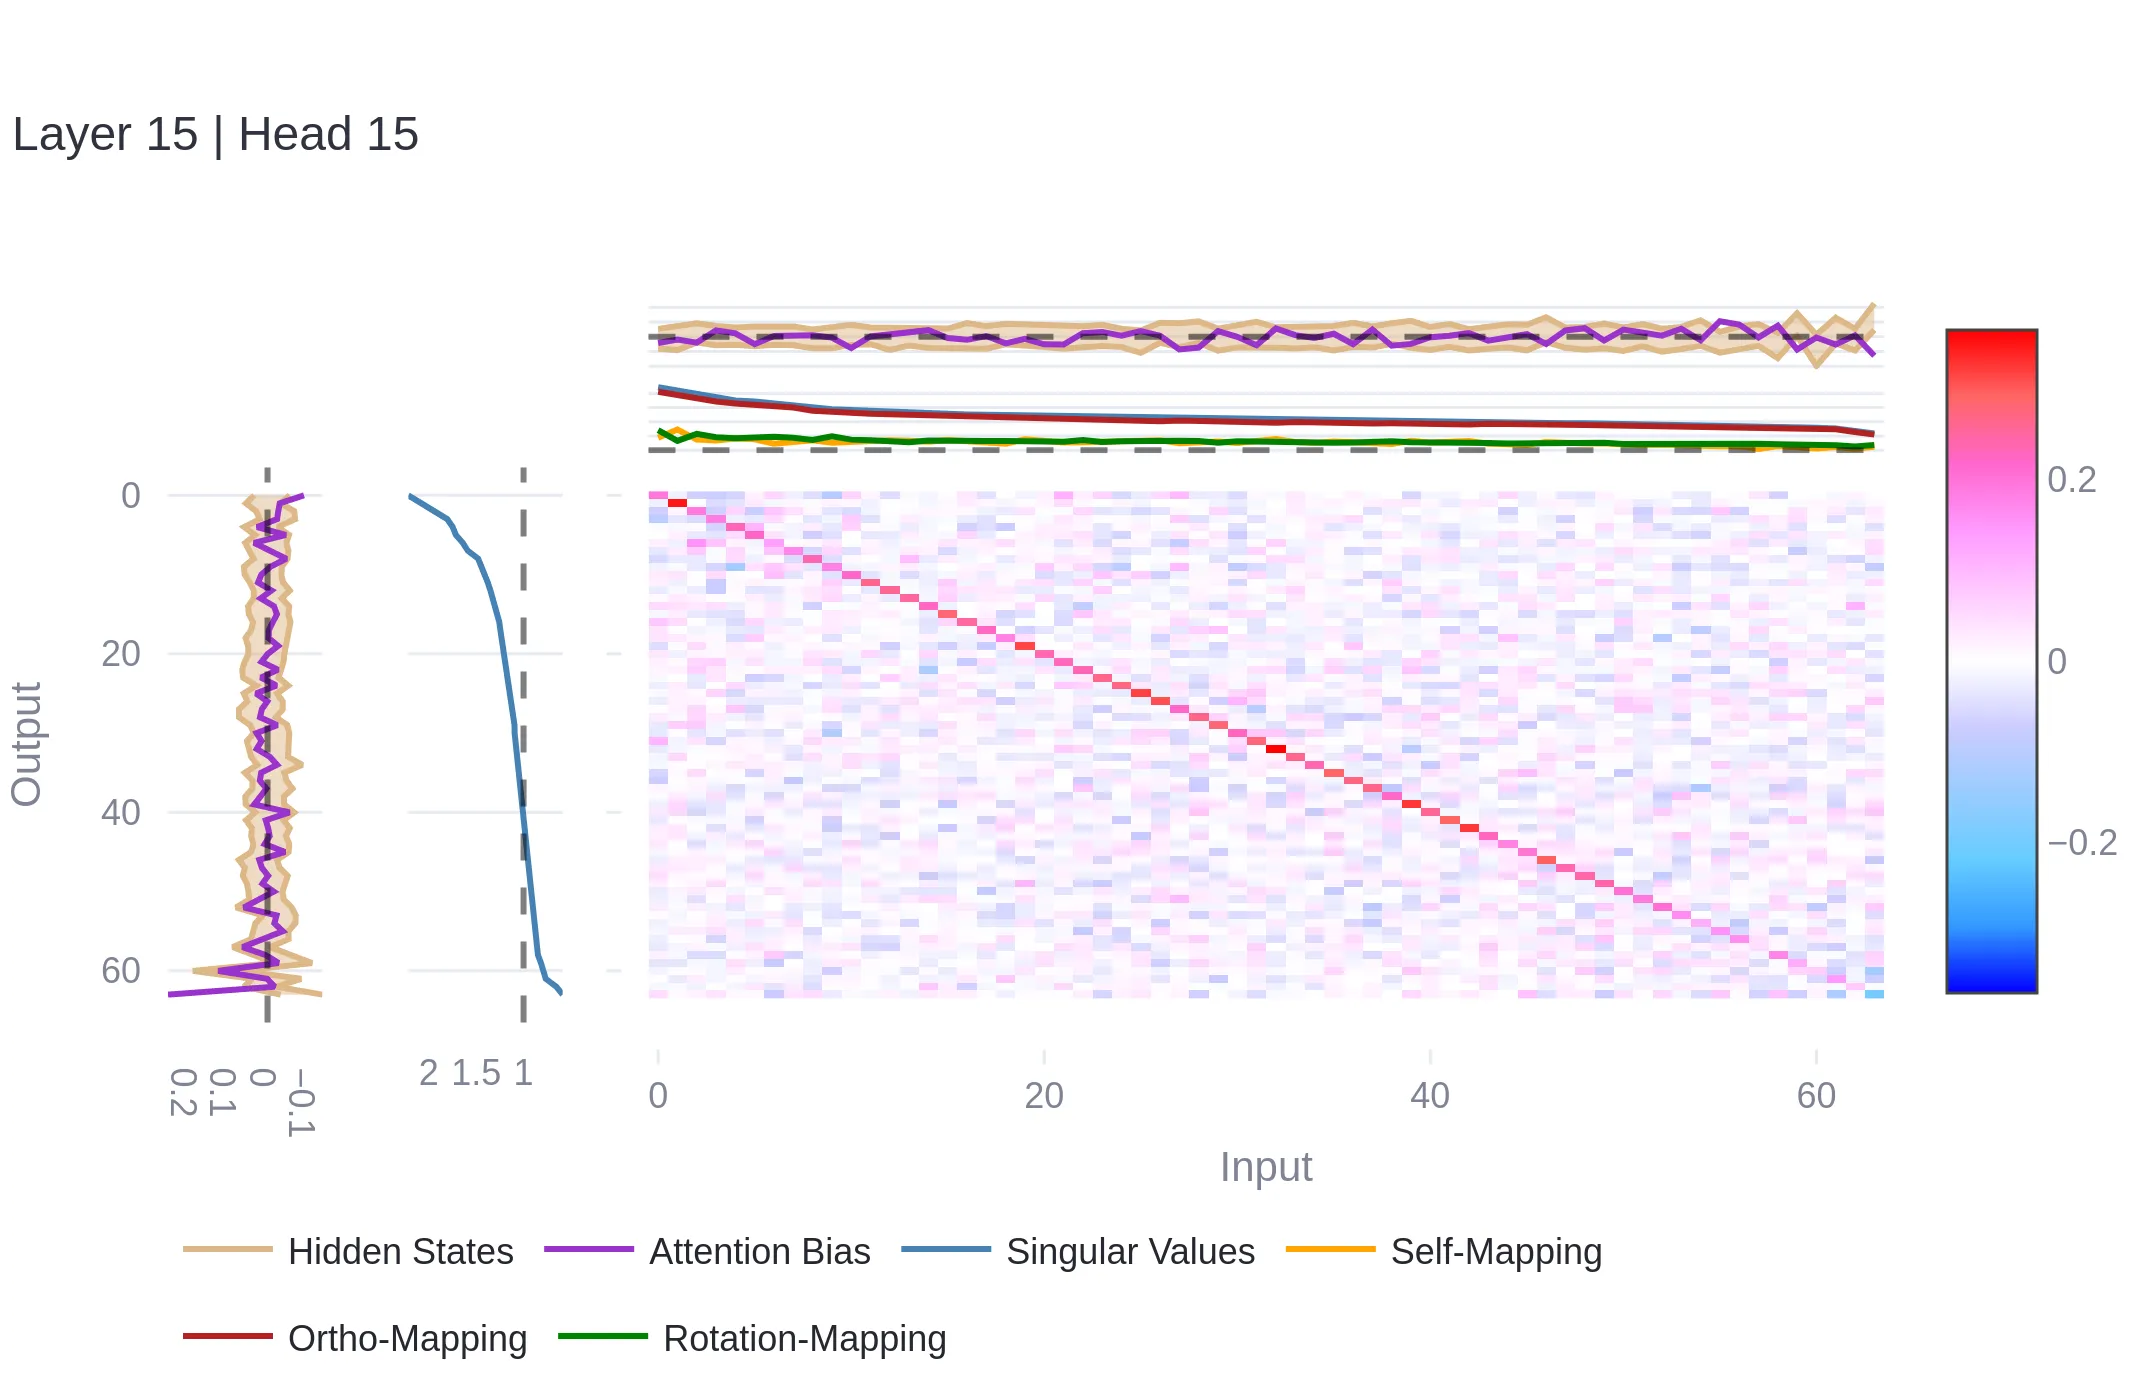 Layer 15 | Head 15
0
20
40
60
Output
0.2
0.1
0
−0.1
2 1.5 1
0 20 40 60
Input
0.2
0
−0.2
Hidden States Attention Bias Singular Values Self-Mapping
Ortho-Mapping Rotation-Mapping